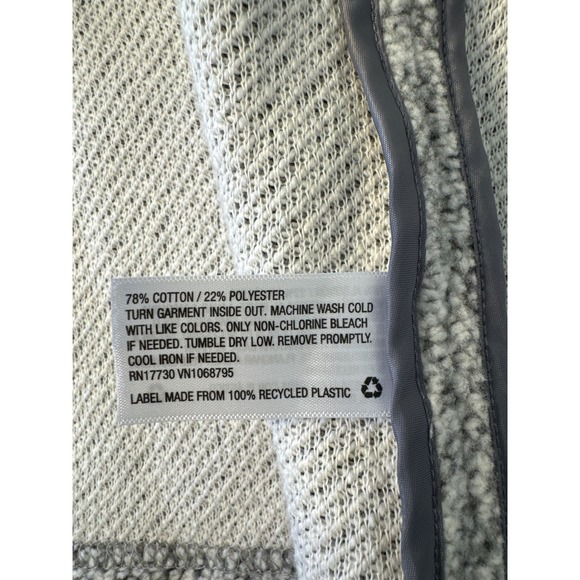 78% COTTON / 22% POLYESTER
TURN GARMENT INSIDE OUT. MACHINE WASH COLD
WITH LIKE COLORS. ONLY NON-CHLORINE BLEACH
IF NEEDED. TUMBLE DRY LOW. REMOVE PROMPTLY.
COOL IRON IF NEEDED.
RN17730 VN1068795
LABEL MADE FROM 100% RECYCLED PLASTIC